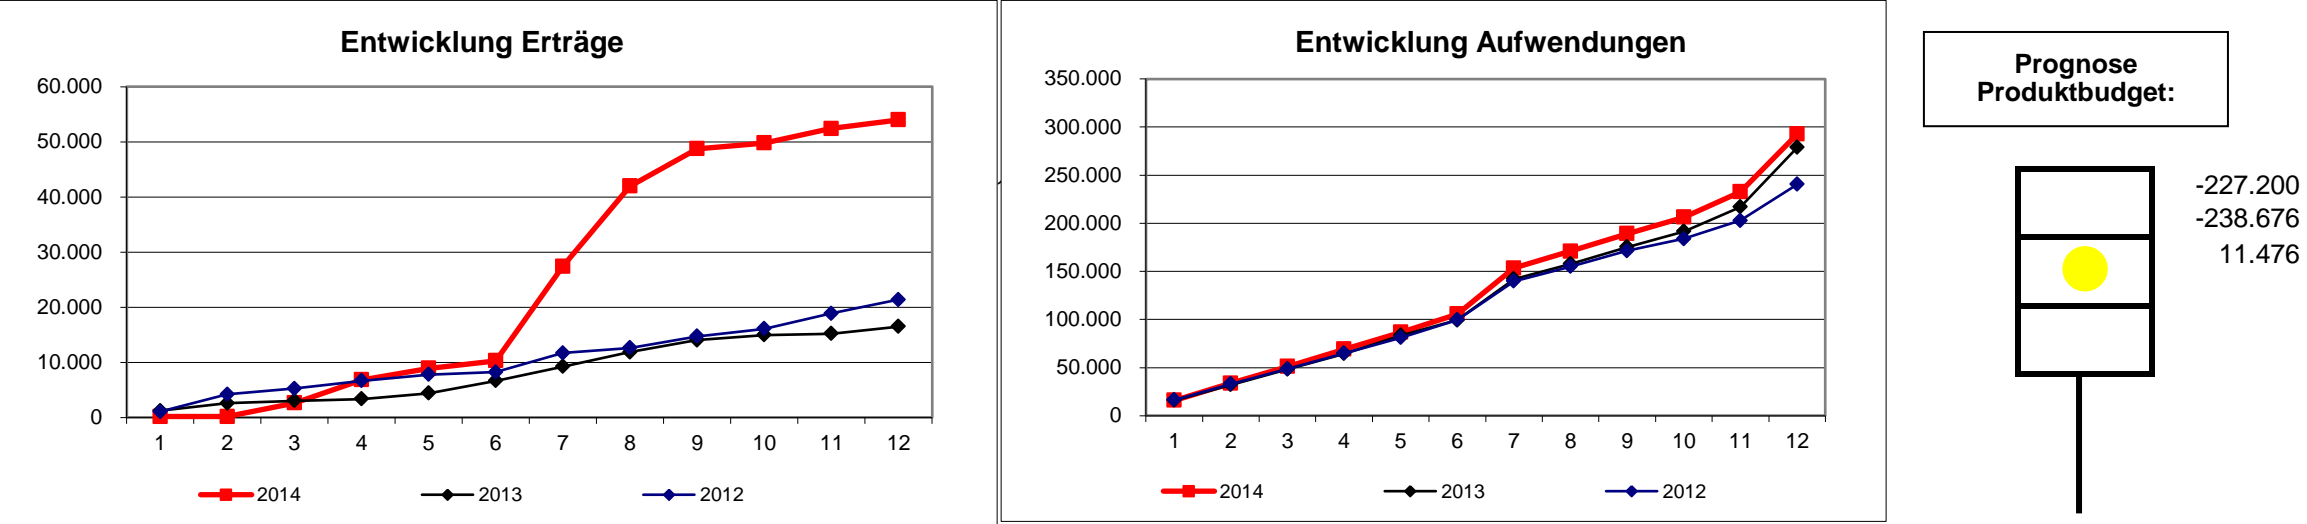 Entwicklung Erträge
60.000
50.000
40.000
30.000
20.000
10.000
0
1 2 3 4 5 6 7 8 9 10 11 12
2014 2013 2012
Entwicklung Aufwendungen
350.000
300.000
250.000
200.000
150.000
100.000
50.000
0
1 2 3 4 5 6 7 8 9 10 11 12
2014 2013 2012
Prognose
Produktbudget:
-227.200
-238.676
11.476